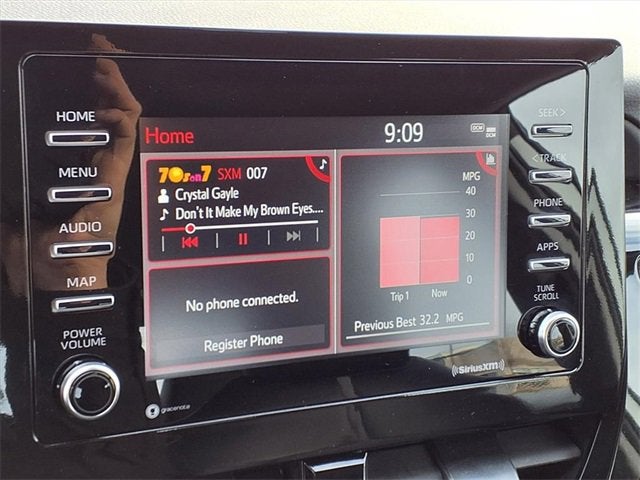 HOME
MENU
AUDIO
MAP
POWER
VOLUME
gracenote
Home
9:09
DCM
DCM
70s on 7 SXM 007
Crystal Gayle
Don't It Make My Brown Eyes....
No phone connected.
Register Phone
MPG
40
30
20
10
0
Trip 1 Now
Previous Best 32.2 MPG
SiriusXM
SEEK >
< TRACK
PHONE
APPS
TUNE
SCROLL